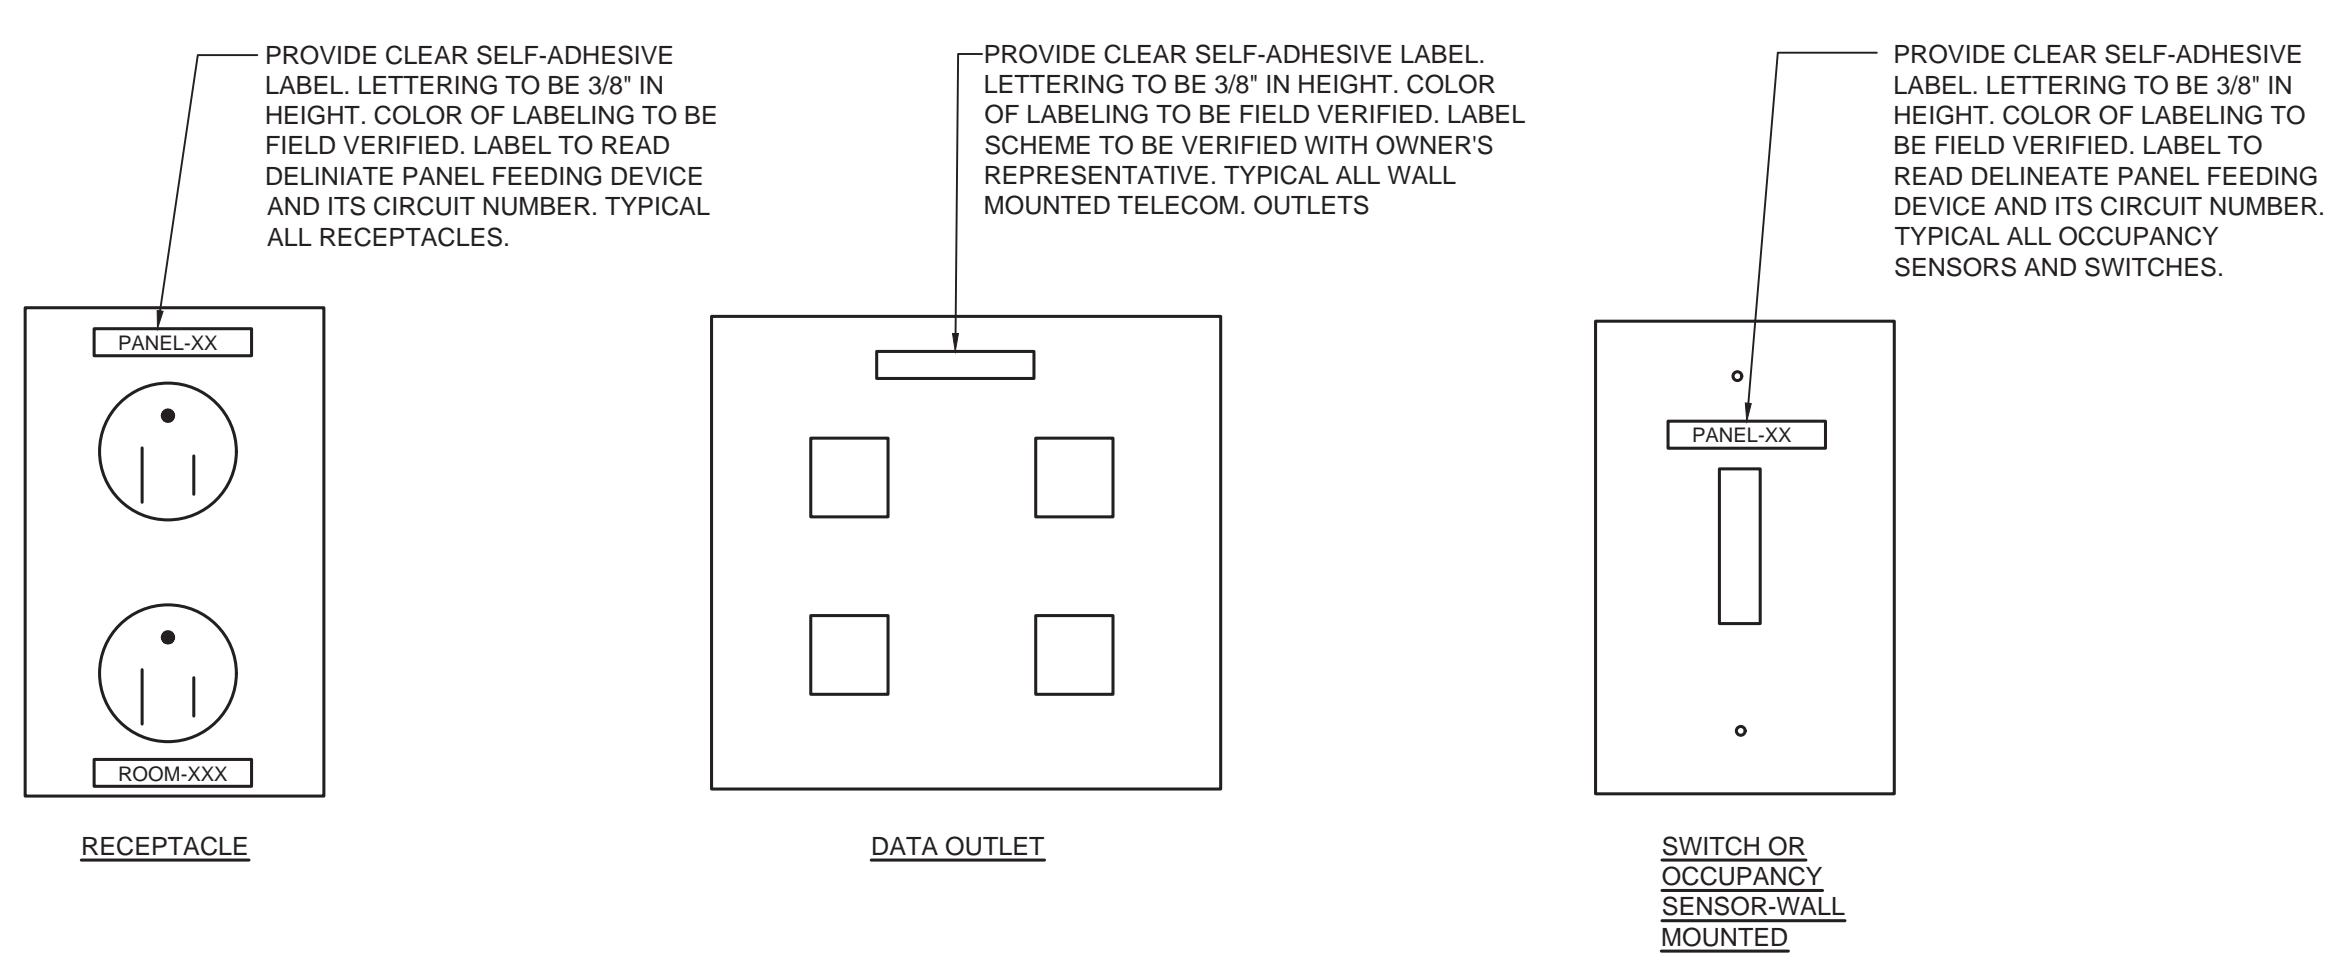 PROVIDE CLEAR SELF-ADHESIVE
LABEL. LETTERING TO BE 3/8" IN
HEIGHT. COLOR OF LABELING TO BE
FIELD VERIFIED. LABEL TO READ
DELINIATE PANEL FEEDING DEVICE
AND ITS CIRCUIT NUMBER. TYPICAL
ALL RECEPTACLES.
PANEL-XX
ROOM-XXX
RECEPTACLE
PROVIDE CLEAR SELF-ADHESIVE LABEL.
LETTERING TO BE 3/8" IN HEIGHT. COLOR
OF LABELING TO BE FIELD VERIFIED. LABEL
SCHEME TO BE VERIFIED WITH OWNER'S
REPRESENTATIVE. TYPICAL ALL WALL
MOUNTED TELECOM. OUTLETS
DATA OUTLET
PROVIDE CLEAR SELF-ADHESIVE
LABEL. LETTERING TO BE 3/8" IN
HEIGHT. COLOR OF LABELING TO
BE FIELD VERIFIED. LABEL TO
READ DELINEATE PANEL FEEDING
DEVICE AND ITS CIRCUIT NUMBER.
TYPICAL ALL OCCUPANCY
SENSORS AND SWITCHES.
PANEL-XX
SWITCH OR
OCCUPANCY
SENSOR-WALL
MOUNTED